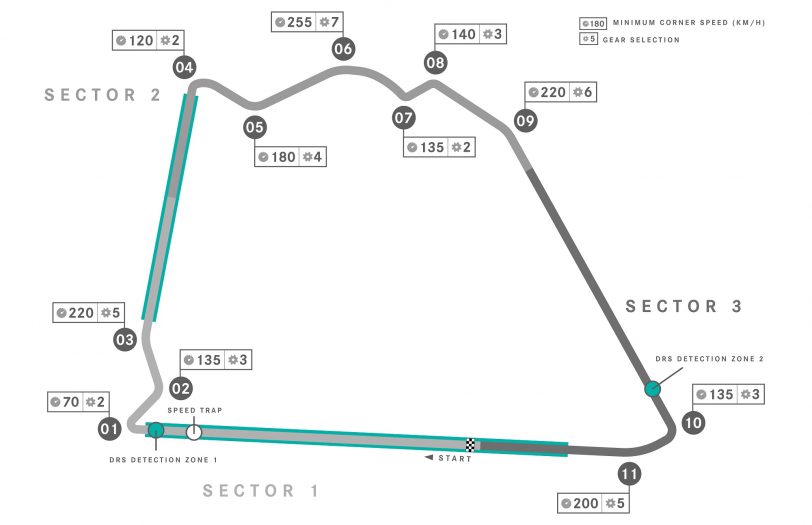 180 MINIMUM CORNER SPEED (KM/H)
5 GEAR SELECTION
255 7
06
140 3
08
120 2
04
SECTOR 2
220 6
09
05
180 4
07
135 2
SECTOR 3
220 5
03
135 3
02
DRS DETECTION ZONE 2
70 2
01
SPEED TRAP
135 3
10
DRS DETECTION ZONE 1
START
11
200 5
SECTOR 1